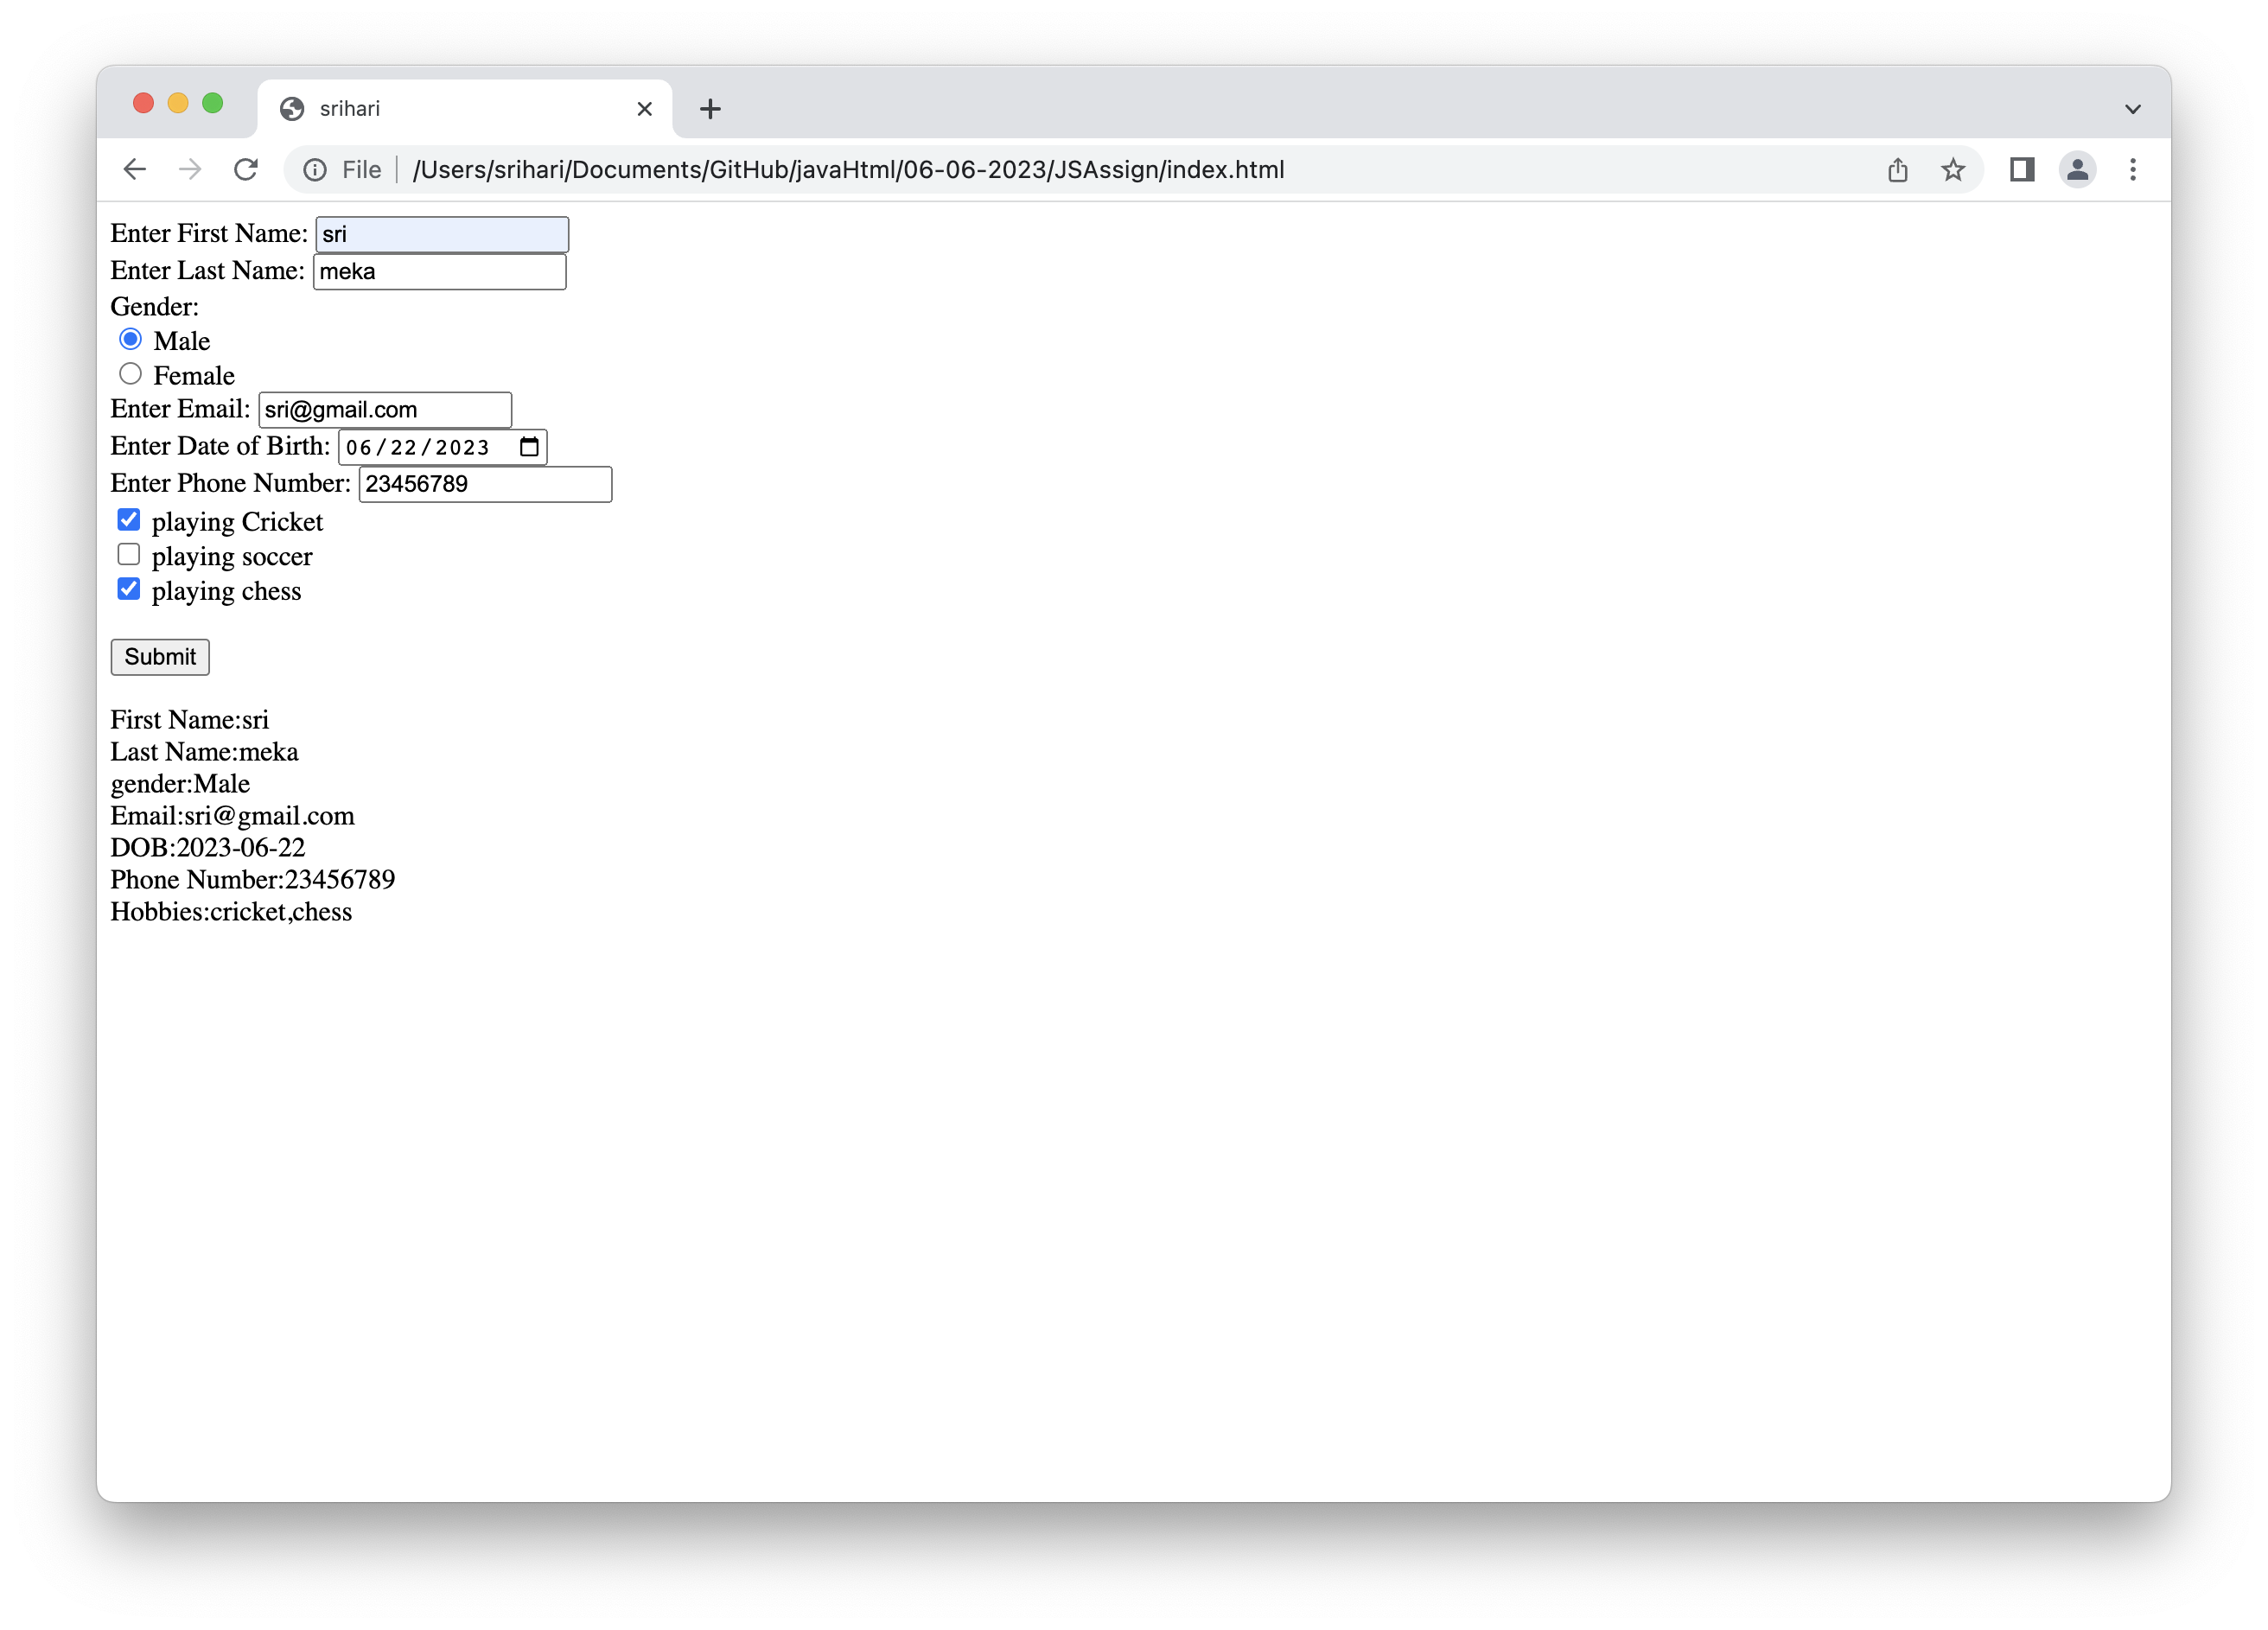 srihari
File /Users/srihari/Documents/GitHub/javaHtml/06-06-2023/JSAssign/index.html
Enter First Name: sri
Enter Last Name: meka
Gender:
Male
Female
Enter Email: sri@gmail.com
Enter Date of Birth: 06/22/2023
Enter Phone Number: 23456789
playing Cricket
playing soccer
playing chess
Submit
First Name:sri
Last Name:meka
gender:Male
Email:sri@gmail.com
DOB:2023-06-22
Phone Number:23456789
Hobbies:cricket,chess